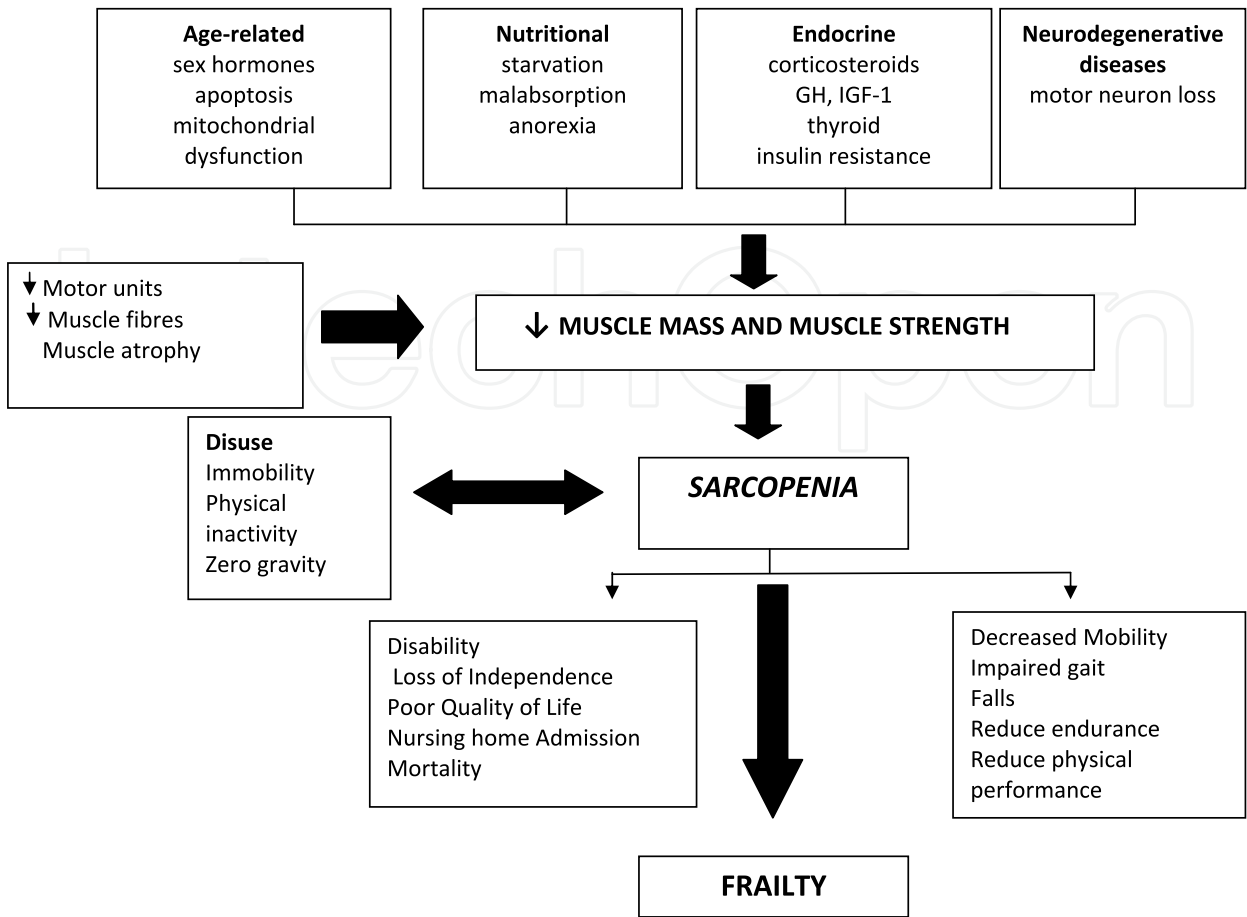 Age-related
sex hormones
apoptosis
mitochondrial
dysfunction
Nutritional
starvation
malabsorption
anorexia
Endocrine
corticosteroids
GH, IGF-1
thyroid
insulin resistance
Neurodegenerative
diseases
motor neuron loss
↓ Motor units
↓ Muscle fibres
Muscle atrophy
↓ MUSCLE MASS AND MUSCLE STRENGTH
Disuse
Immobility
Physical
inactivity
Zero gravity
SARCOPENIA
Disability
Loss of Independence
Poor Quality of Life
Nursing home Admission
Mortality
Decreased Mobility
Impaired gait
Falls
Reduce endurance
Reduce physical
performance
FRAILTY